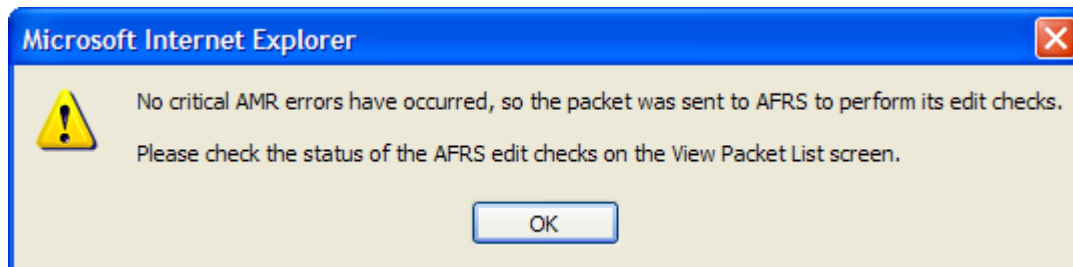 Microsoft Internet Explorer
No critical AMR errors have occurred, so the packet was sent to AFRS to perform its edit checks.
Please check the status of the AFRS edit checks on the View Packet List screen.
OK